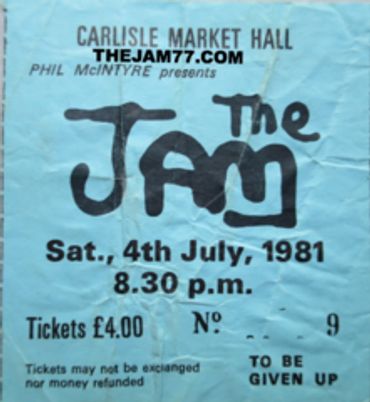 CARLISLE MARKET HALL
THEJAM77.COM
PHIL McINTYRE presents
The
JAM
Sat., 4th July, 1981
8.30 p.m.
Tickets £4.00 Nº 9
Tickets may not be exchanged
nor money refunded
TO BE
GIVEN UP